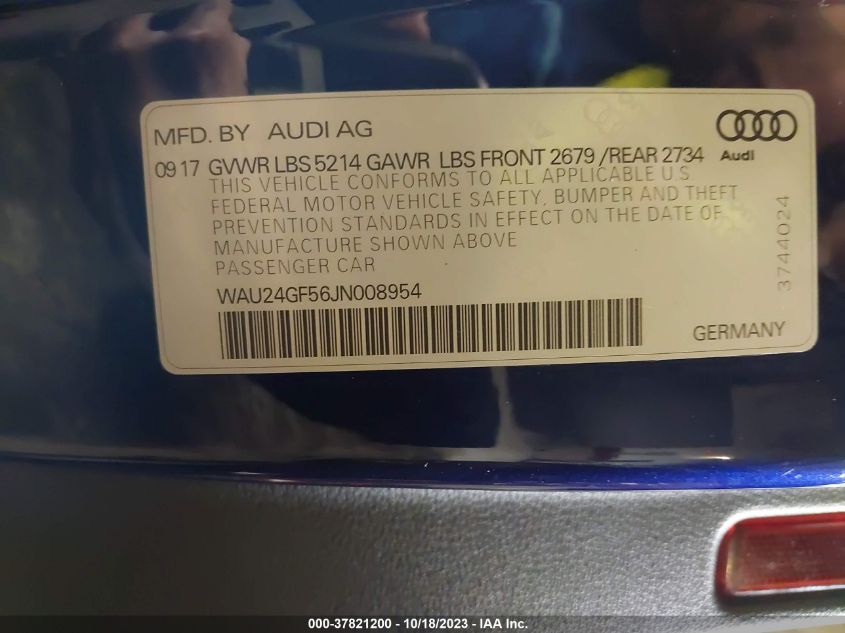 MFD. BY AUDI AG
Audi
09 17 GVWR LBS 5214 GAWR LBS FRONT 2679 /REAR 2734
THIS VEHICLE CONFORMS TO ALL APPLICABLE U S
FEDERAL MOTOR VEHICLE SAFETY, BUMPER AND THEFT
PREVENTION STANDARDS IN EFFECT ON THE DATE OF
MANUFACTURE SHOWN ABOVE
PASSENGER CAR
3744024
WAU24GF56JN008954
GERMANY
000-37821200 - 10/18/2023 - IAA Inc.